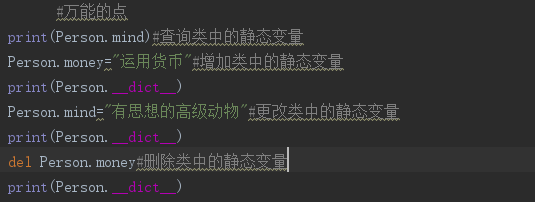 #万能的点
print(Person.mind)#查询类中的静态变量
Person.money="运用货币"#增加类中的静态变量
print(Person.__dict__)
Person.mind="有思想的高级动物"#更改类中的静态变量
print(Person.__dict__)
del Person.money#删除类中的静态变量
print(Person.__dict__)